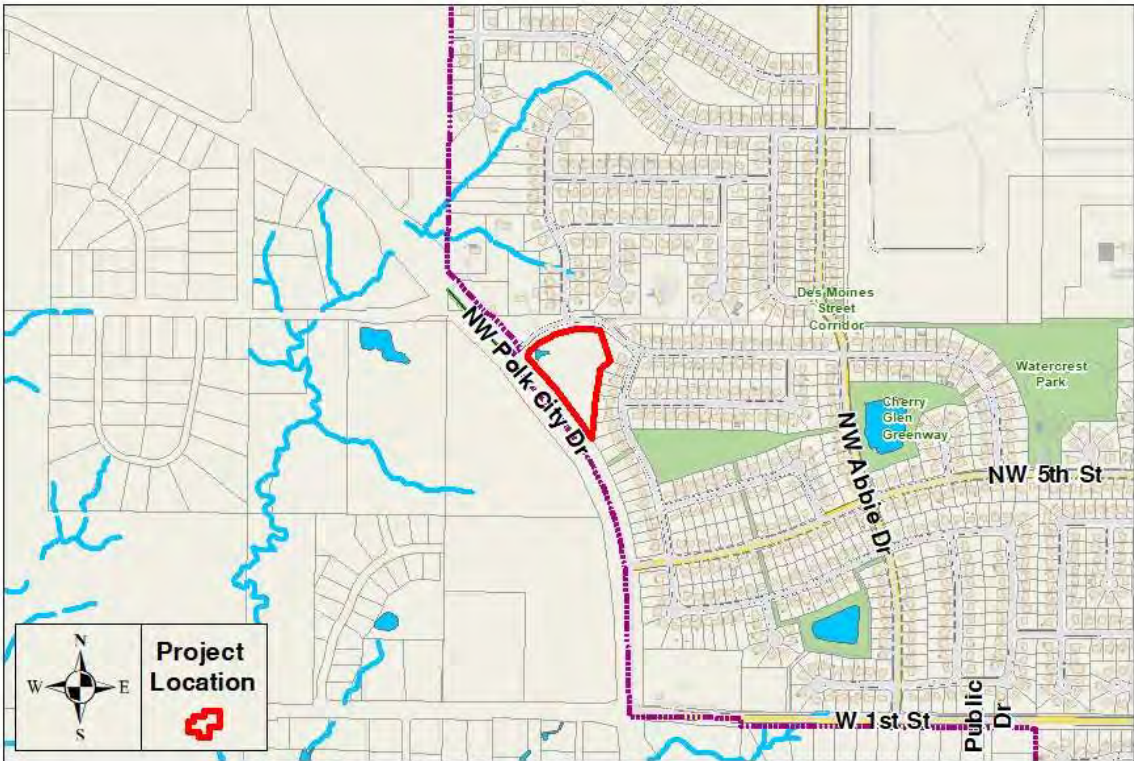 Des Moines
Street
Corridor
NW Polk City Dr
Watercrest
Park
Cherry
Glen
Greenway
NW Abbie Dr
NW 5th St
N
W
E
S
Project
Location
W 1st St
Public
Dr